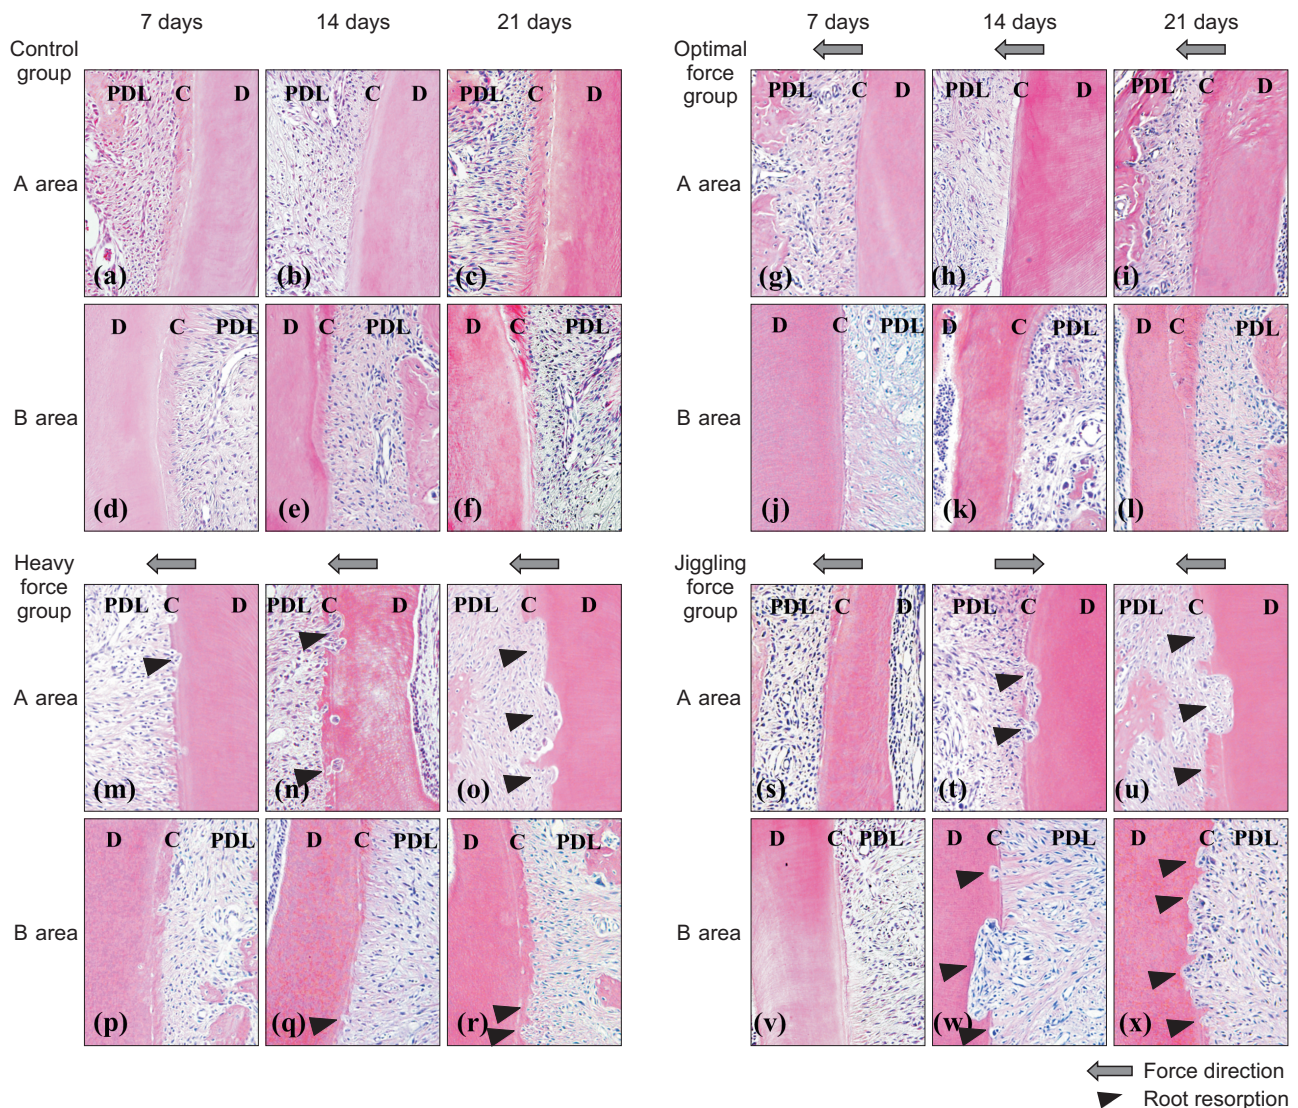 7 days 14 days 21 days
Control group
A area
PDL C D
(a)
PDL C D
(b)
PDL C D
(c)
B area
D C PDL
(d)
D C PDL
(e)
D C PDL
(f)
7 days 14 days 21 days
Optimal force group
A area
PDL C D
(g)
PDL C D
(h)
PDL C D
(i)
B area
D C PDL
(j)
D C PDL
(k)
D C PDL
(l)
Heavy force group
A area
PDL C D
(m)
PDL C D
(n)
PDL C D
(o)
B area
D C PDL
(p)
D C PDL
(q)
D C PDL
(r)
Jiggling force group
A area
PDL C D
(s)
PDL C D
(t)
PDL C D
(u)
B area
D C PDL
(v)
D C PDL
(w)
D C PDL
(x)
Force direction
Root resorption